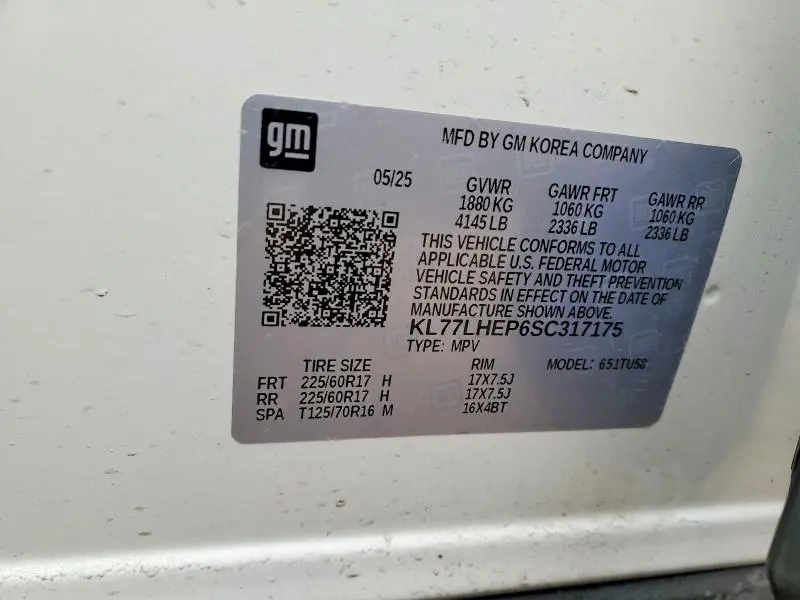 gm
MFD BY GM KOREA COMPANY
05/25 GVWR GAWR FRT GAWR RR
1880 KG 1060 KG 1060 KG
4145 LB 2336 LB 2336 LB
THIS VEHICLE CONFORMS TO ALL
APPLICABLE U.S. FEDERAL MOTOR
VEHICLE SAFETY AND THEFT PREVENTION
STANDARDS IN EFFECT ON THE DATE OF
MANUFACTURE SHOWN ABOVE.
KL77LHEP6SC317175
TYPE: MPV
TIRE SIZE RIM MODEL: 651TU58
FRT 225/60R17 H 17X7.5J
RR 225/60R17 H 17X7.5J
SPA T125/70R16 M 16X4BT